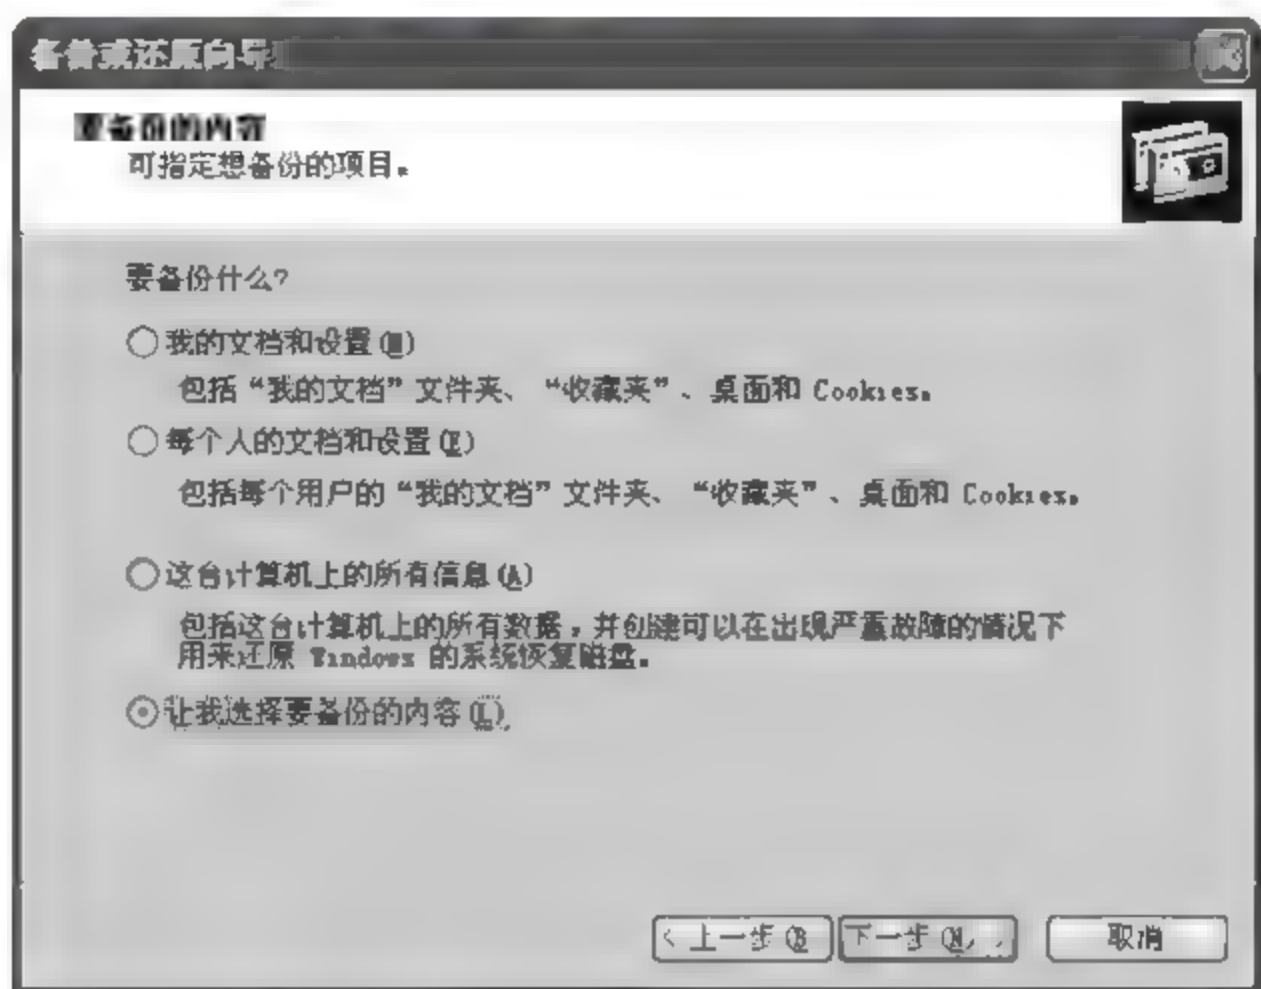 备份或还原向导
要备份的内容
可指定想备份的项目。
要备份什么?
我的文档和设置(M)
包括“我的文档”文件夹、“收藏夹”、桌面和 Cookies。
每个人的文档和设置(E)
包括每个用户的“我的文档”文件夹、“收藏夹”、桌面和 Cookies。
这台计算机上的所有信息(A)
包括这台计算机上的所有数据，并创建可以在出现严重故障的情况下
用来还原 Windows 的系统恢复磁盘。
让我选择要备份的内容(L)
< 上一步(B
下一步(N)
取消